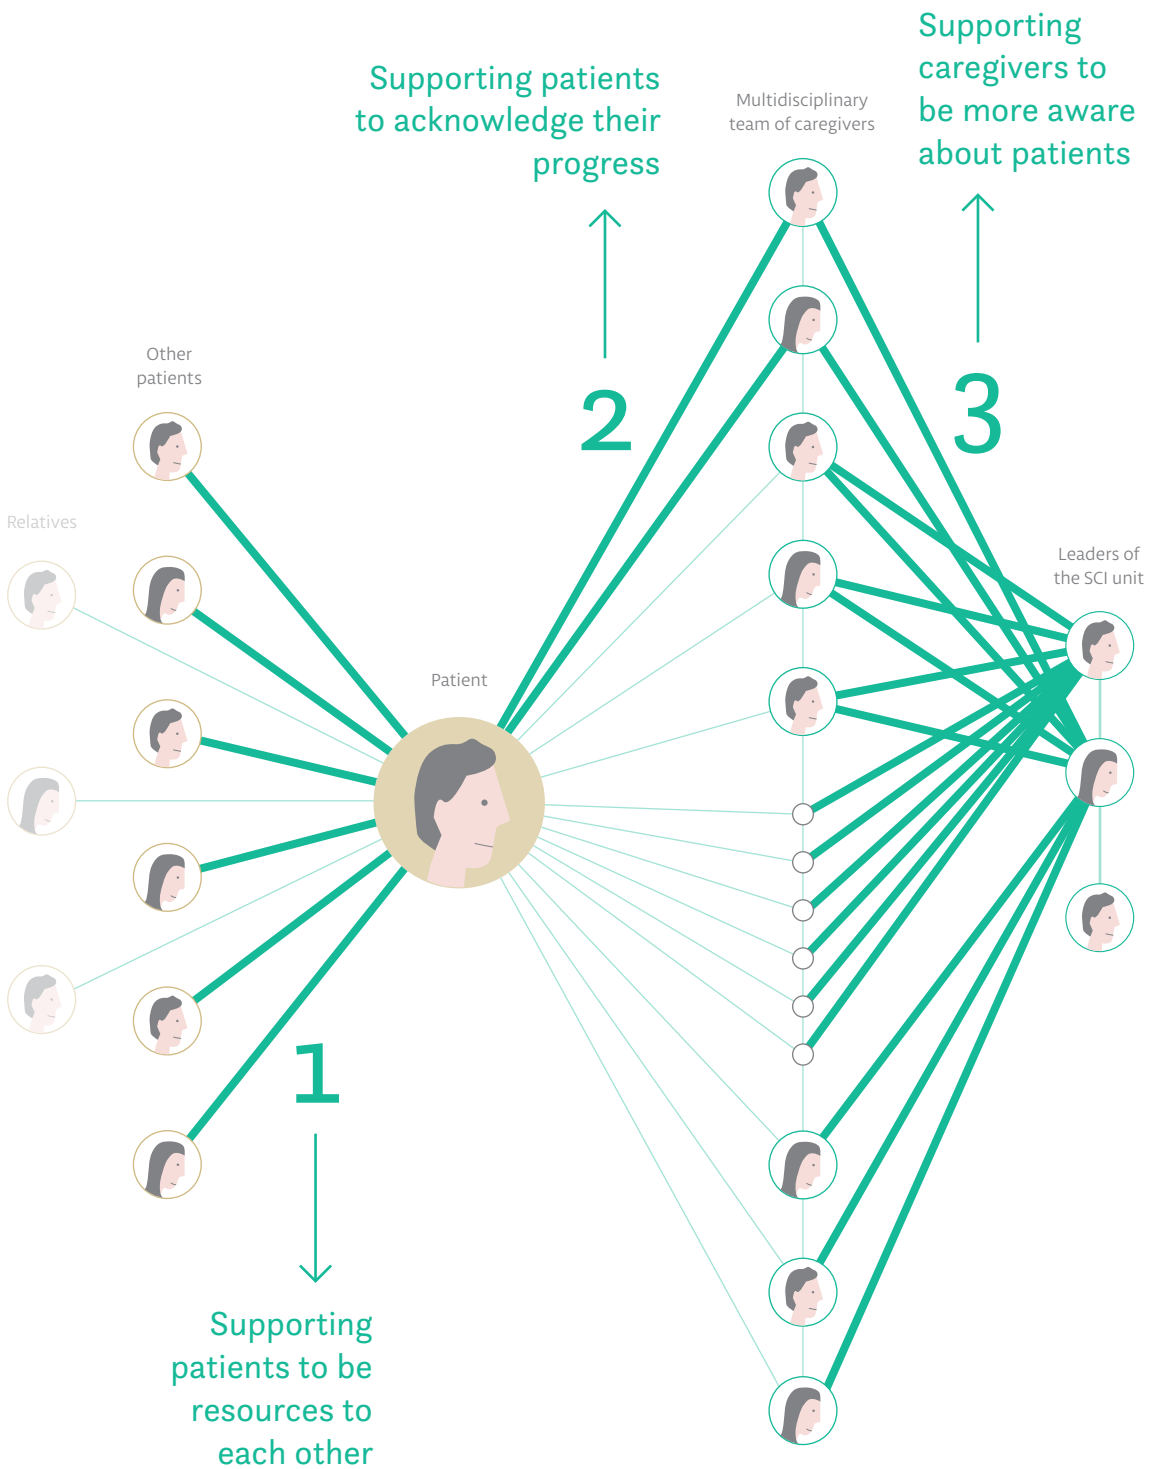 Supporting
caregivers to
be more aware
about patients
Supporting patients
to acknowledge their
progress
Multidisciplinary
team of caregivers
2
3
Other
patients
Relatives
Leaders of
the SCI unit
Patient
1
Supporting
patients to be
resources to
each other